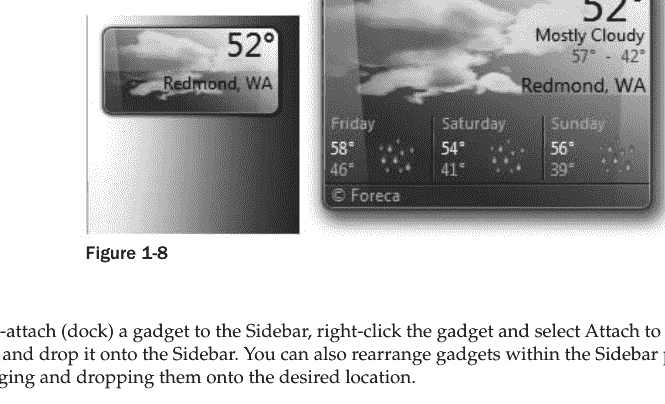 52°
Redmond, WA
52°
Mostly Cloudy
57° - 42°
Redmond, WA
Friday Saturday Sunday
58° 54° 56°
46° 41° 39°
© Foreca
Figure 1-8
-attach (dock) a gadget to the Sidebar, right-click the gadget and select Attach to
and drop it onto the Sidebar. You can also rearrange gadgets within the Sidebar
ging and dropping them onto the desired location.